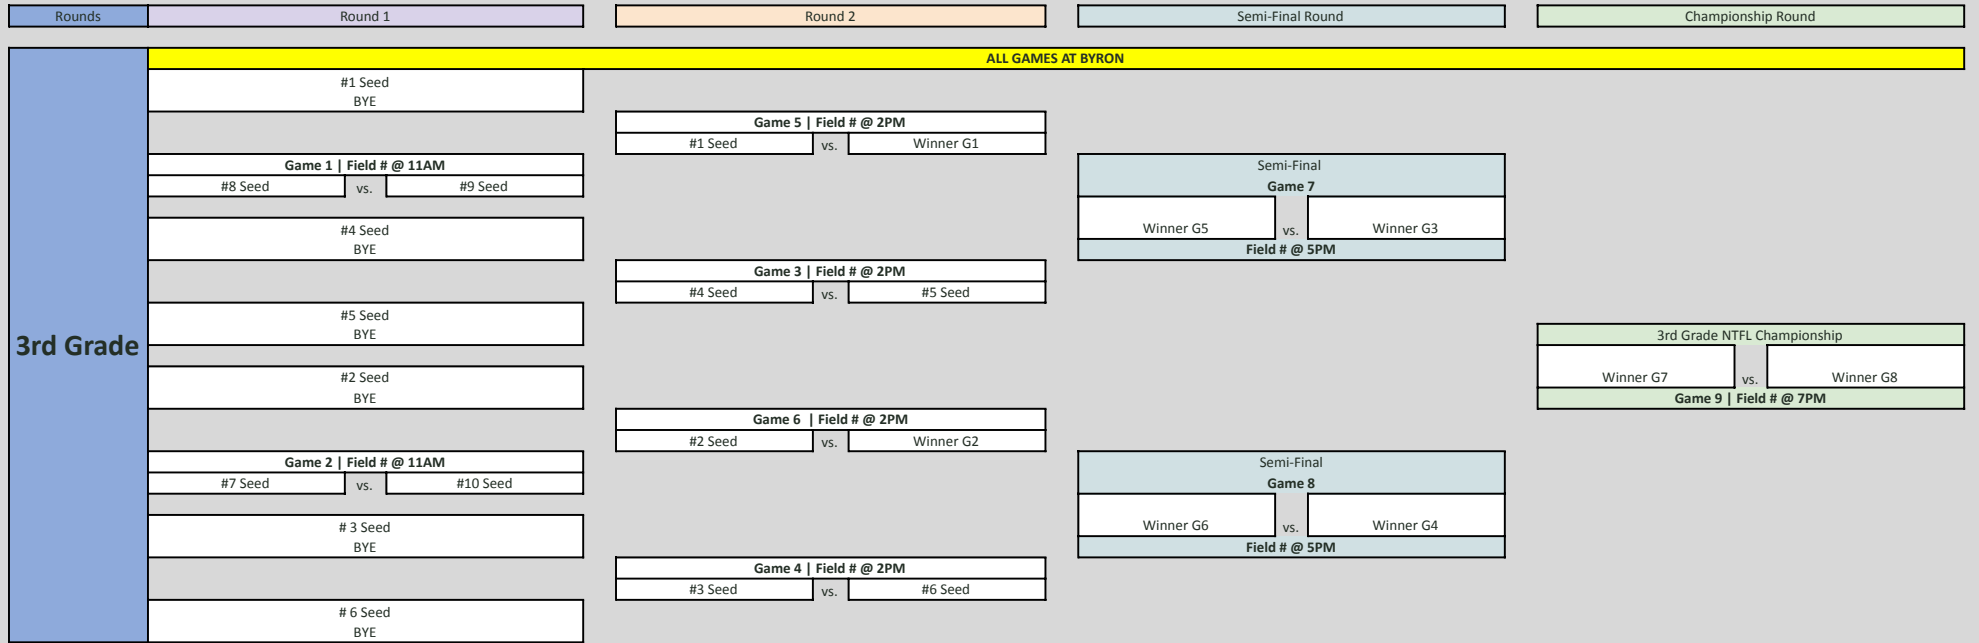 Rounds
Round 1
Round 2
Semi-Final Round
Championship Round
3rd Grade
ALL GAMES AT BYRON
#1 Seed
BYE
Game 1 | Field # @ 11AM
#8 Seed vs. #9 Seed
#4 Seed
BYE
#5 Seed
BYE
#2 Seed
BYE
Game 2 | Field # @ 11AM
#7 Seed vs. #10 Seed
# 3 Seed
BYE
# 6 Seed
BYE
Game 5 | Field # @ 2PM
#1 Seed vs. Winner G1
Game 3 | Field # @ 2PM
#4 Seed vs. #5 Seed
Game 6 | Field # @ 2PM
#2 Seed vs. Winner G2
Game 4 | Field # @ 2PM
#3 Seed vs. #6 Seed
Semi-Final
Game 7
Winner G5 vs. Winner G3
Field # @ 5PM
Semi-Final
Game 8
Winner G6 vs. Winner G4
Field # @ 5PM
3rd Grade NTFL Championship
Winner G7 vs. Winner G8
Game 9 | Field # @ 7PM